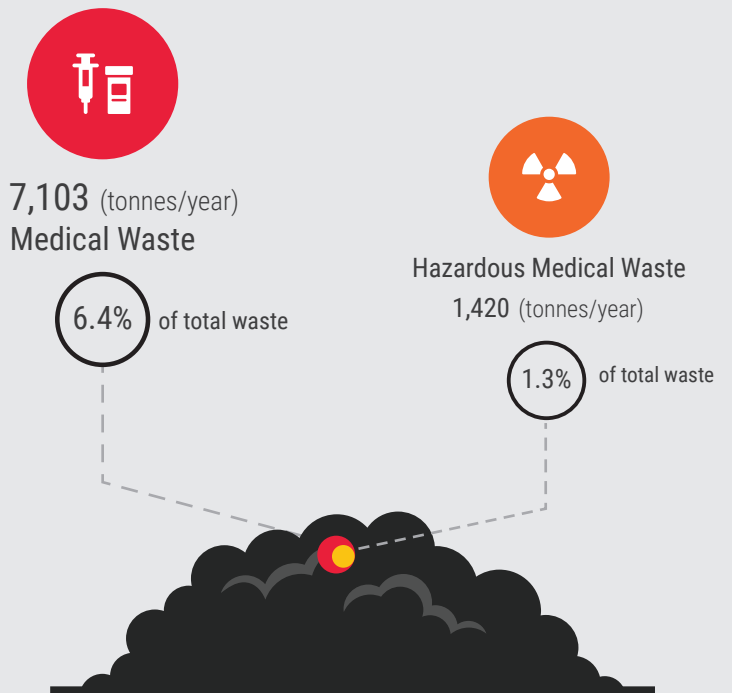 7,103 (tonnes/year)
Medical Waste
6.4% of total waste
Hazardous Medical Waste
1,420 (tonnes/year)
1.3% of total waste